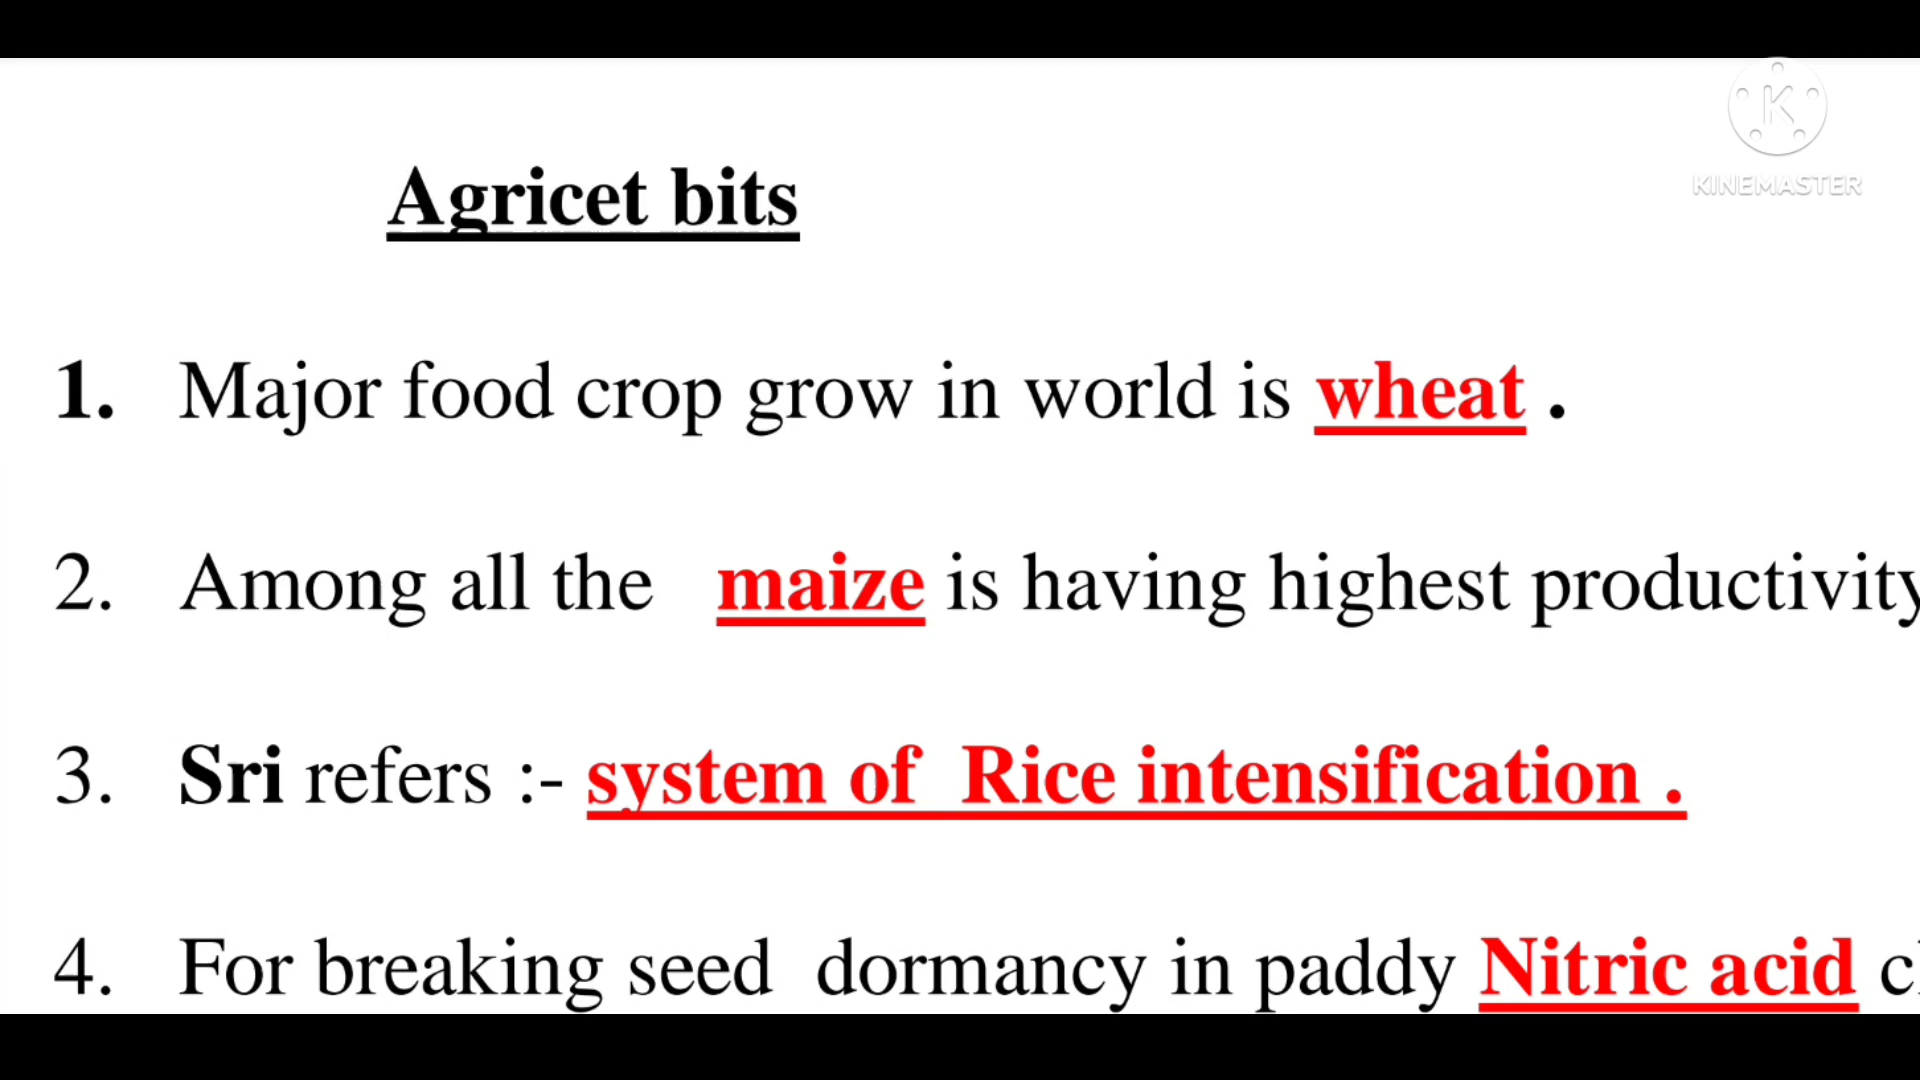 KINEMASTER
Agricet bits
1. Major food crop grow in world is wheat .
2. Among all the maize is having highest productivity
3. Sri refers :- system of Rice intensification .
4. For breaking seed dormancy in paddy Nitric acid